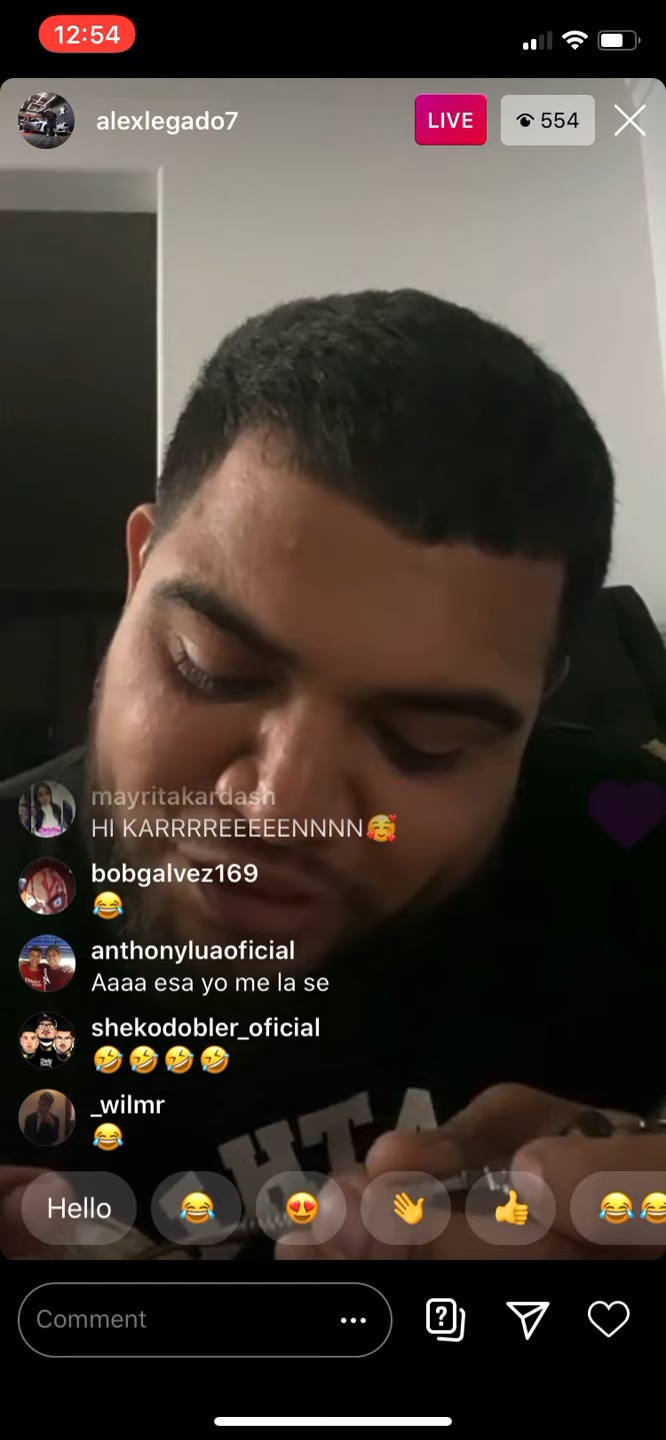 12:54
alexlegado7
LIVE
554
mayritakardash
HI KARRRREEEEENNNN🥰
bobgalvez169
😂
anthonyluaoficial
Aaaa esa yo me la se
shekodobler_oficial
🤣🤣🤣🤣
_wilmr
😂
Hello 😂 😍 👋 👍 😂😂
Comment